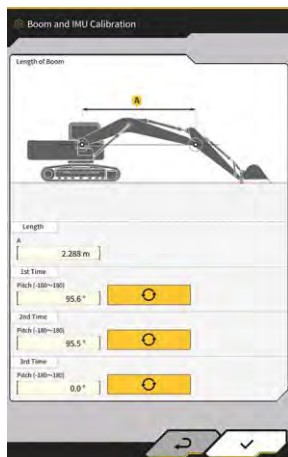 Boom and IMU Calibration
Length of Boom
A
Length
A
[ 2.288 m ]
1st Time
Pitch (-180~180)
[ 95.6 ° ]
2nd Time
Pitch (-180~180)
[ 95.5 ° ]
3rd Time
Pitch (-180~180)
[ 0.0 ° ]